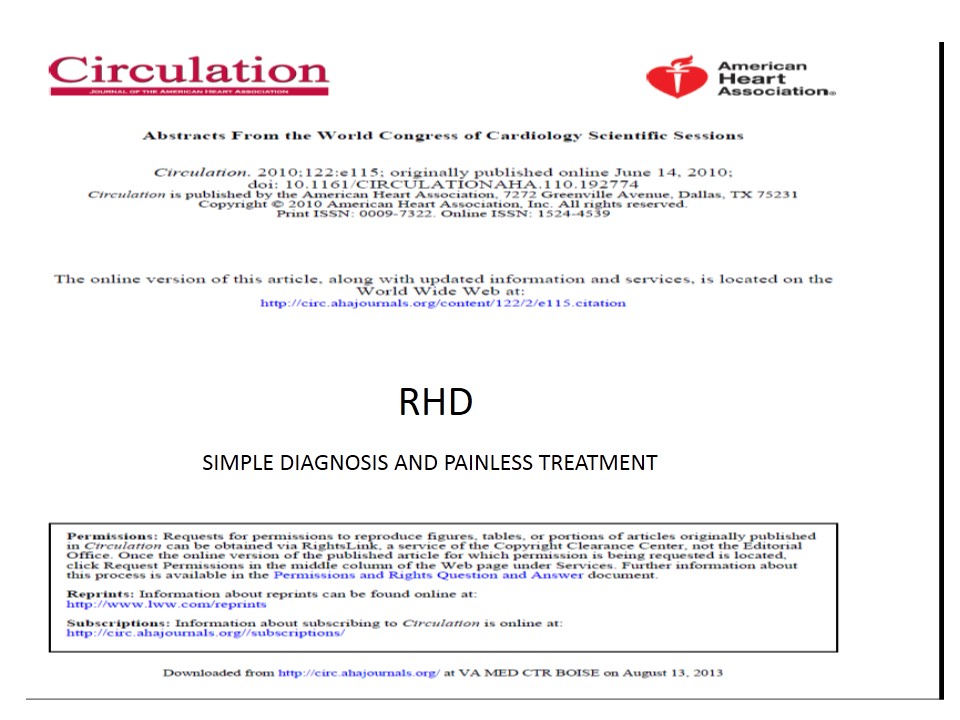 Circulation
JOURNAL OF THE AMERICAN HEART ASSOCIATION
American
Heart
Association®
Abstracts From the World Congress of Cardiology Scientific Sessions
Circulation. 2010;122:e115; originally published online June 14, 2010;
doi: 10.1161/CIRCULATIONAHA.110.192774
Circulation is published by the American Heart Association, 7272 Greenville Avenue, Dallas, TX 75231
Copyright © 2010 American Heart Association, Inc. All rights reserved.
Print ISSN: 0009-7322. Online ISSN: 1524-4539
The online version of this article, along with updated information and services, is located on the
World Wide Web at:
http://circ.ahajournals.org/content/122/2/e115.citation
RHD
SIMPLE DIAGNOSIS AND PAINLESS TREATMENT
Permissions: Requests for permissions to reproduce figures, tables, or portions of articles originally published
in Circulation can be obtained via RightsLink, a service of the Copyright Clearance Center, not the Editorial
Office. Once the online version of the published article for which permission is being requested is located,
click Request Permissions in the middle column of the Web page under Services. Further information about
this process is available in the Permissions and Rights Question and Answer document.
Reprints: Information about reprints can be found online at:
http://www.lww.com/reprints
Subscriptions: Information about subscribing to Circulation is online at:
http://circ.ahajournals.org//subscriptions/
Downloaded from http://circ.ahajournals.org/ at VA MED CTR BOISE on August 13, 2013